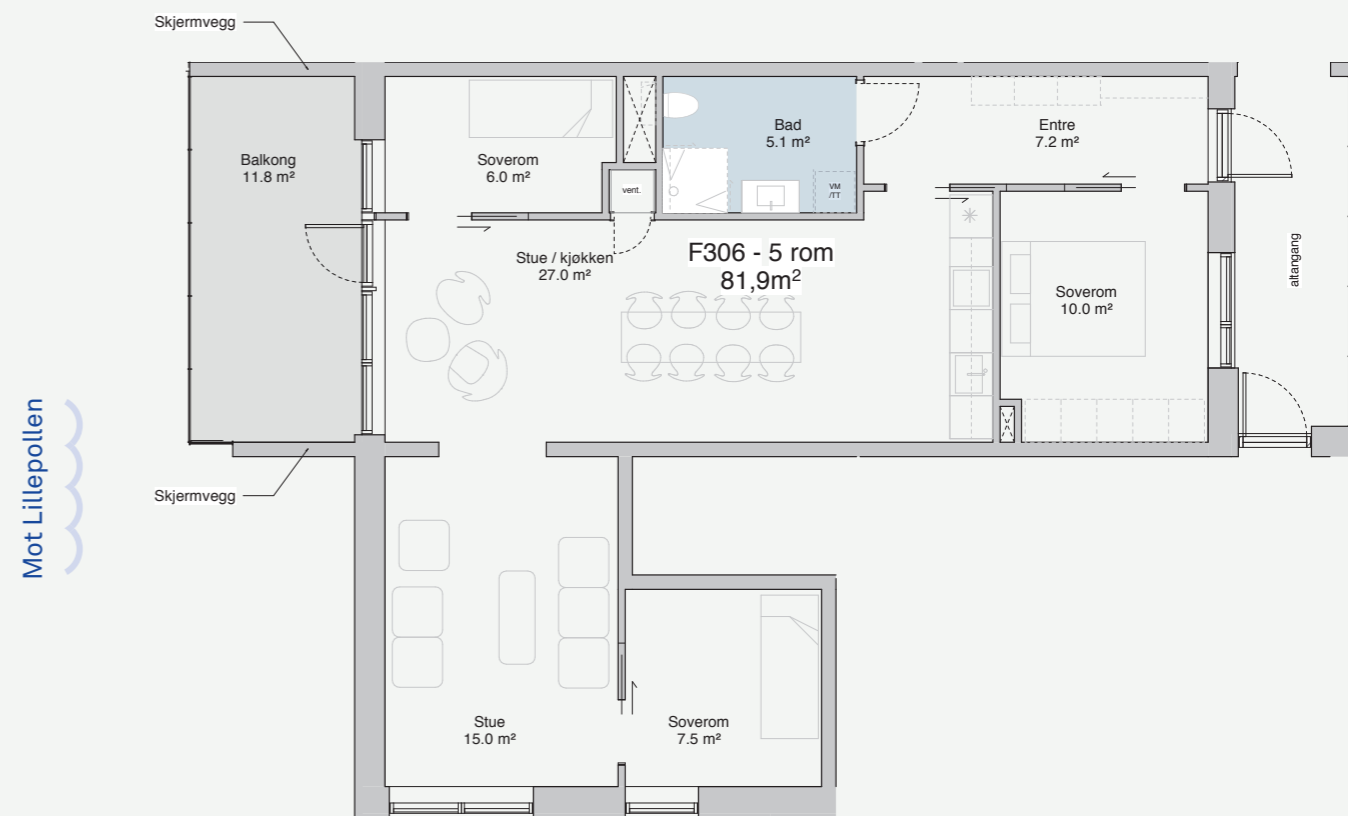 Skjermvegg
Balkong
11.8 m²
Soverom
6.0 m²
vent.
Bad
5.1 m²
VM
/TT
Entre
7.2 m²
Stue / kjøkken
27.0 m²
F306 - 5 rom
81,9m²
Soverom
10.0 m²
altangang
Mot Lillepollen
Skjermvegg
Stue
15.0 m²
Soverom
7.5 m²